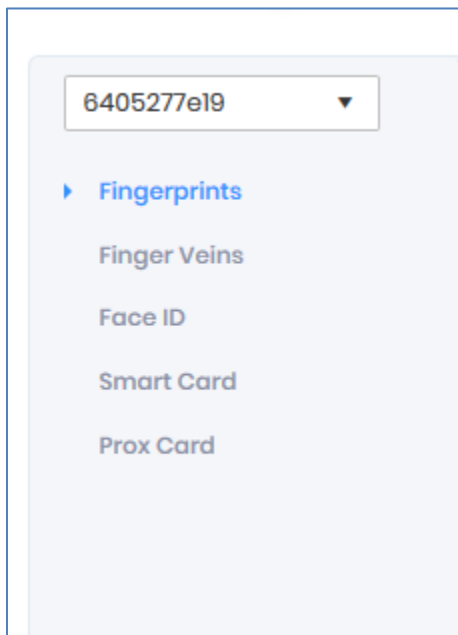 6405277e19
Fingerprints
Finger Veins
Face ID
Smart Card
Prox Card